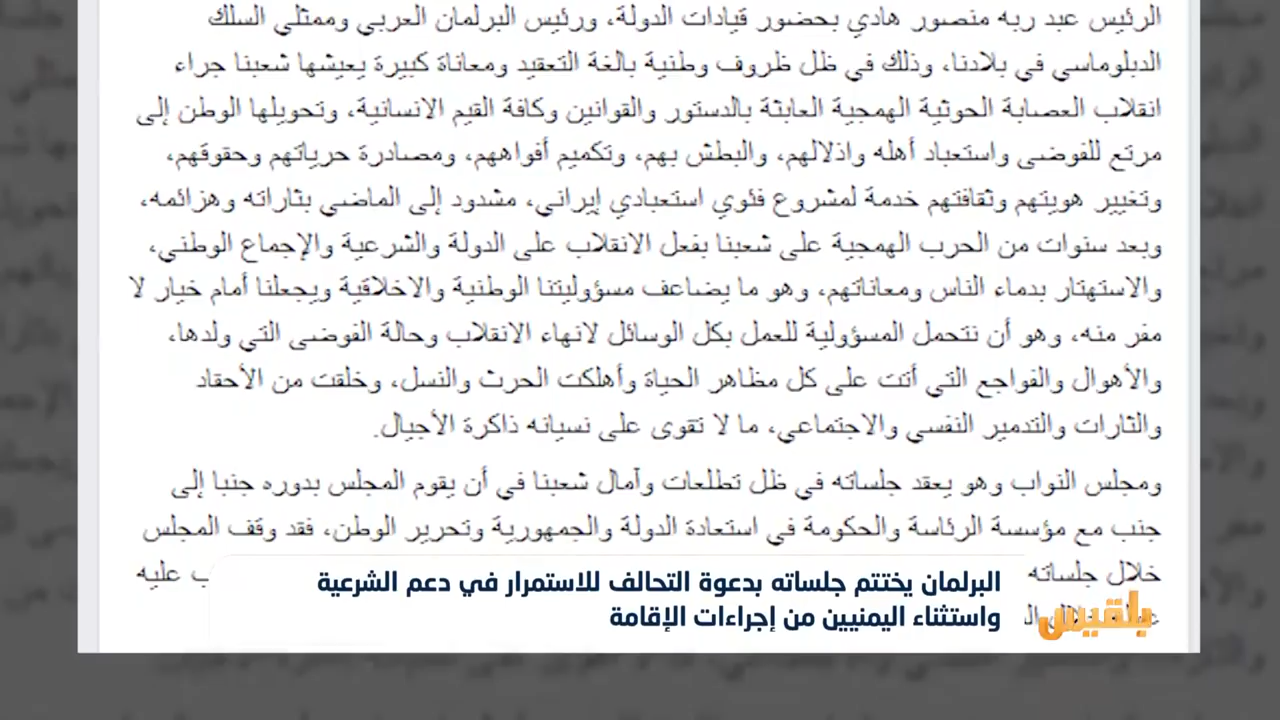 الرئيس عبد ربه منصور هادي بحضور قيادات الدولة، ورئيس البرلمان العربي وممثلي السلك
الدبلوماسي في بلادنا، وذلك في ظل ظروف وطنية بالغة التعقيد ومعاناة كبيرة يعيشها شعبنا جراء
انقلاب العصابة الحوثية الهمجية العابثة بالدستور والقوانين وكافة القيم الانسانية، وتحويلها الوطن إلى
مرتع للفوضى واستعباد أهله واذلالهم، والبطش بهم، وتكميم أفواههم، ومصادرة حرياتهم وحقوقهم،
وتغيير هويتهم وثقافتهم خدمة لمشروع فئوي استعبادي إيراني، مشدود إلى الماضي بثاراته وهزائمه،
وبعد سنوات من الحرب الهمجية على شعبنا بفعل الانقلاب على الدولة والشرعية والإجماع الوطني،
والاستهتار بدماء الناس ومعاناتهم، وهو ما يضاعف مسؤوليتنا الوطنية والاخلاقية ويجعلنا أمام خيار لا
مفر منه، وهو أن نتحمل المسؤولية للعمل بكل الوسائل لانهاء الانقلاب وحالة الفوضى التي ولدها،
والأهوال والفواجع التي أتت على كل مظاهر الحياة وأهلكت الحرث والنسل، وخلقت من الأحقاد
والثارات والتدمير النفسي والاجتماعي، ما لا تقوى على نسيانه ذاكرة الأجيال.
ومجلس النواب وهو يعقد جلساته في ظل تطلعات وآمال شعبنا في أن يقوم المجلس بدوره جنبا إلى
جنب مع مؤسسة الرئاسة والحكومة في استعادة الدولة والجمهورية وتحرير الوطن، فقد وقف المجلس
خلال جلساته عليه
البرلمان يختتم جلساته بدعوة التحالف للاستمرار في دعم الشرعية
واستثناء اليمنيين من إجراءات الإقامة
بلقيس